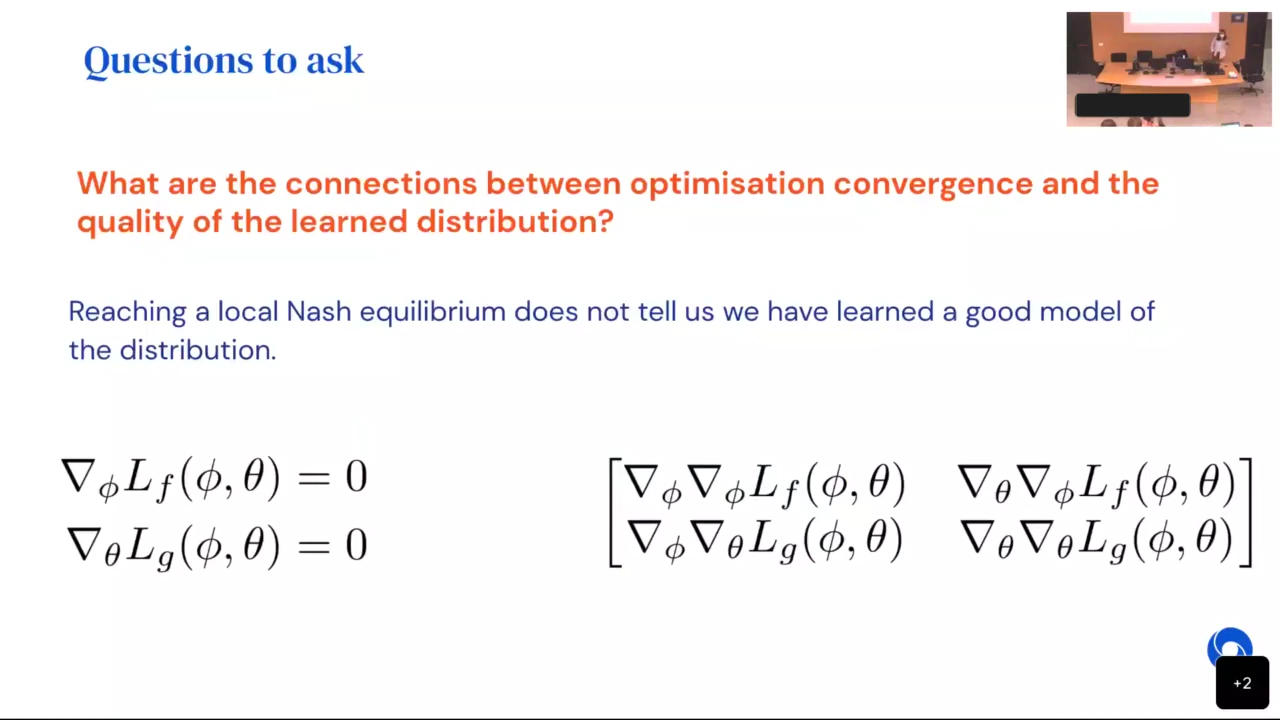 Questions to ask
What are the connections between optimisation convergence and the
quality of the learned distribution?
Reaching a local Nash equilibrium does not tell us we have learned a good model of
the distribution.
∇_ϕ L_f(ϕ, θ) = 0
∇_θ L_g(ϕ, θ) = 0
[∇_ϕ∇_ϕ L_f(ϕ, θ)  ∇_θ∇_ϕ L_f(ϕ, θ)
∇_ϕ∇_θ L_g(ϕ, θ)  ∇_θ∇_θ L_g(ϕ, θ)]
+2